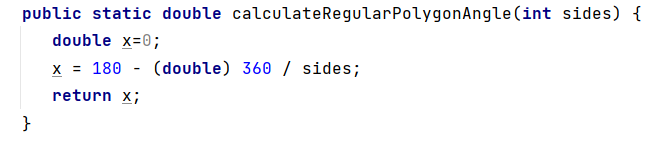 public static double calculateRegularPolygonAngle(int sides) {
double x=0;
x = 180 - (double) 360 / sides;
return x;
}